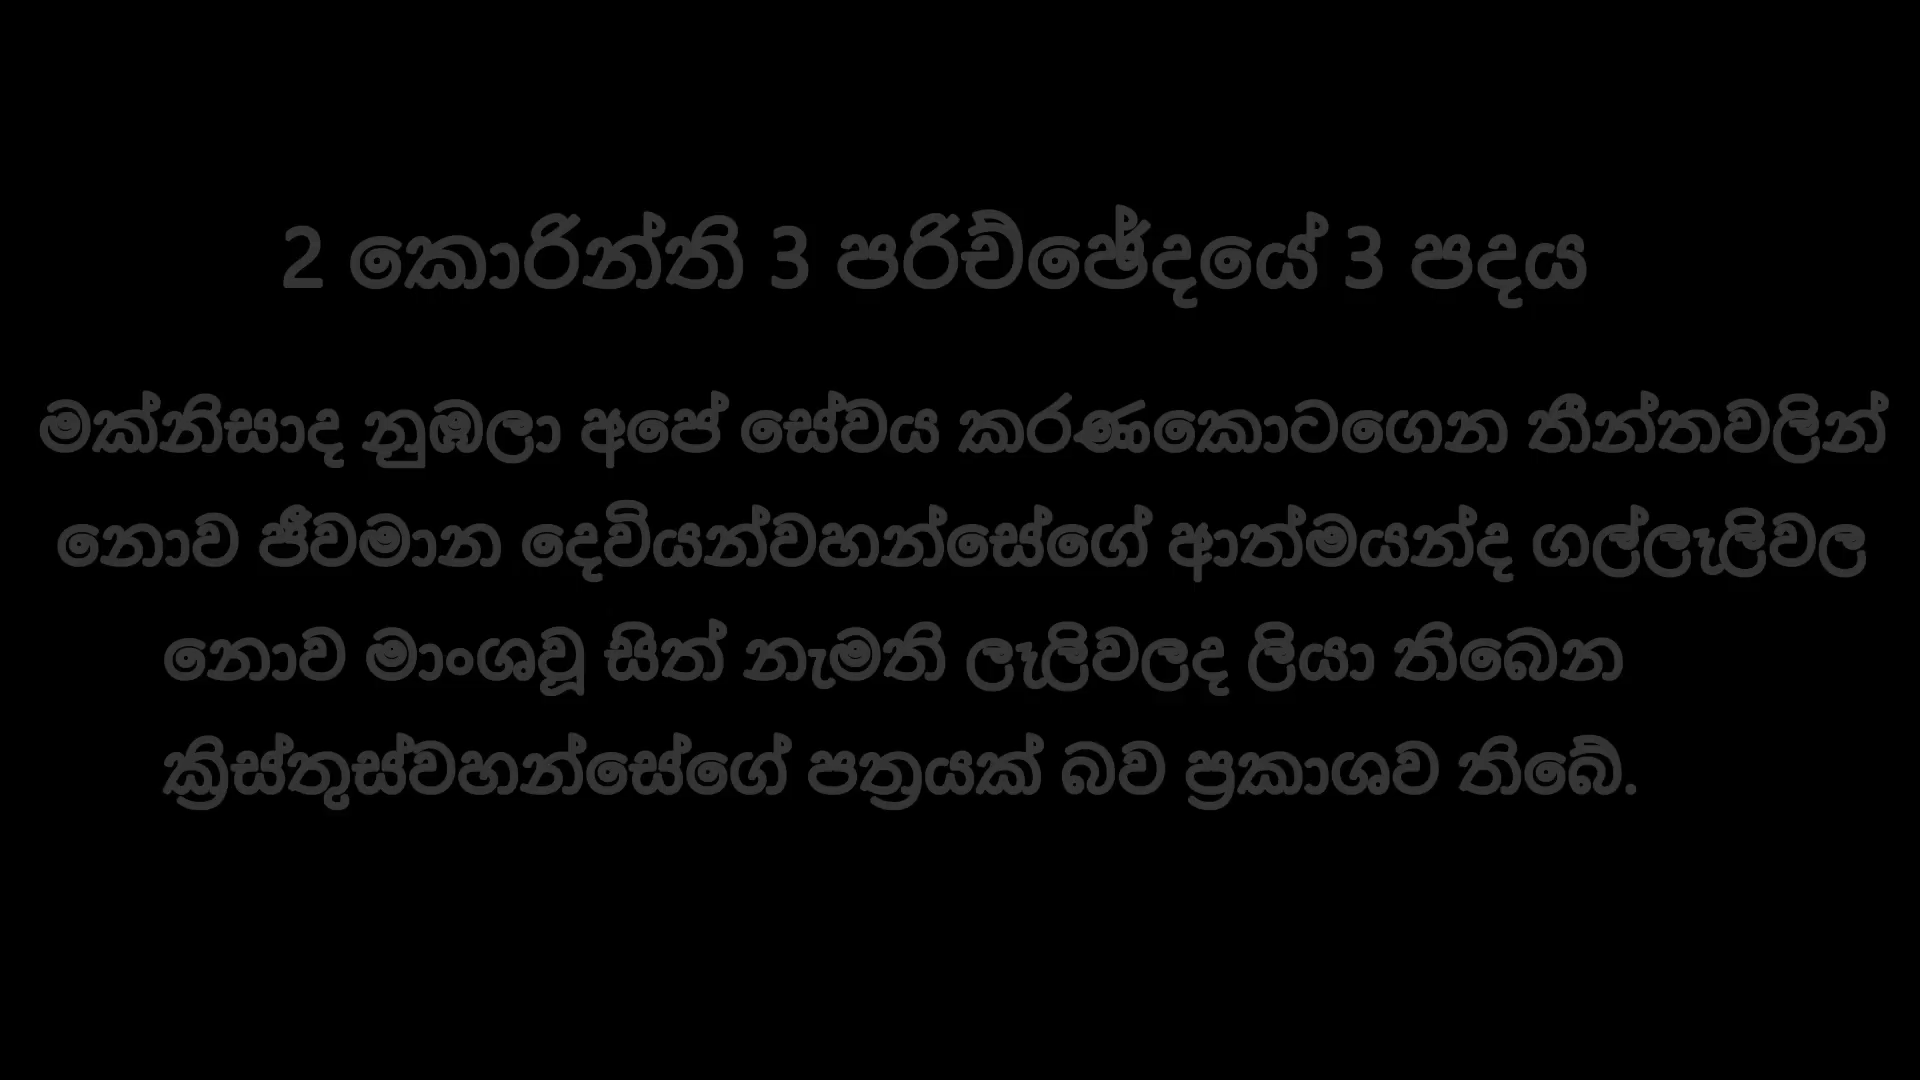 2 කොරින්ති 3 පරිච්ඡේදයේ 3 පදය
මක්නිසාද නුඹලා අපේ සේවය කරණකොටගෙන තීන්තවලින්
නොව ජීවමාන දෙවියන්වහන්සේගේ ආත්මයන්ද ගල්ලෑලිවල
නොව මාංශවූ සිත් නැමති ලෑලිවලද ලියා තිබෙන
ක්‍රිස්තුස්වහන්සේගේ පත්‍රයක් බව ප්‍රකාශව තිබේ.